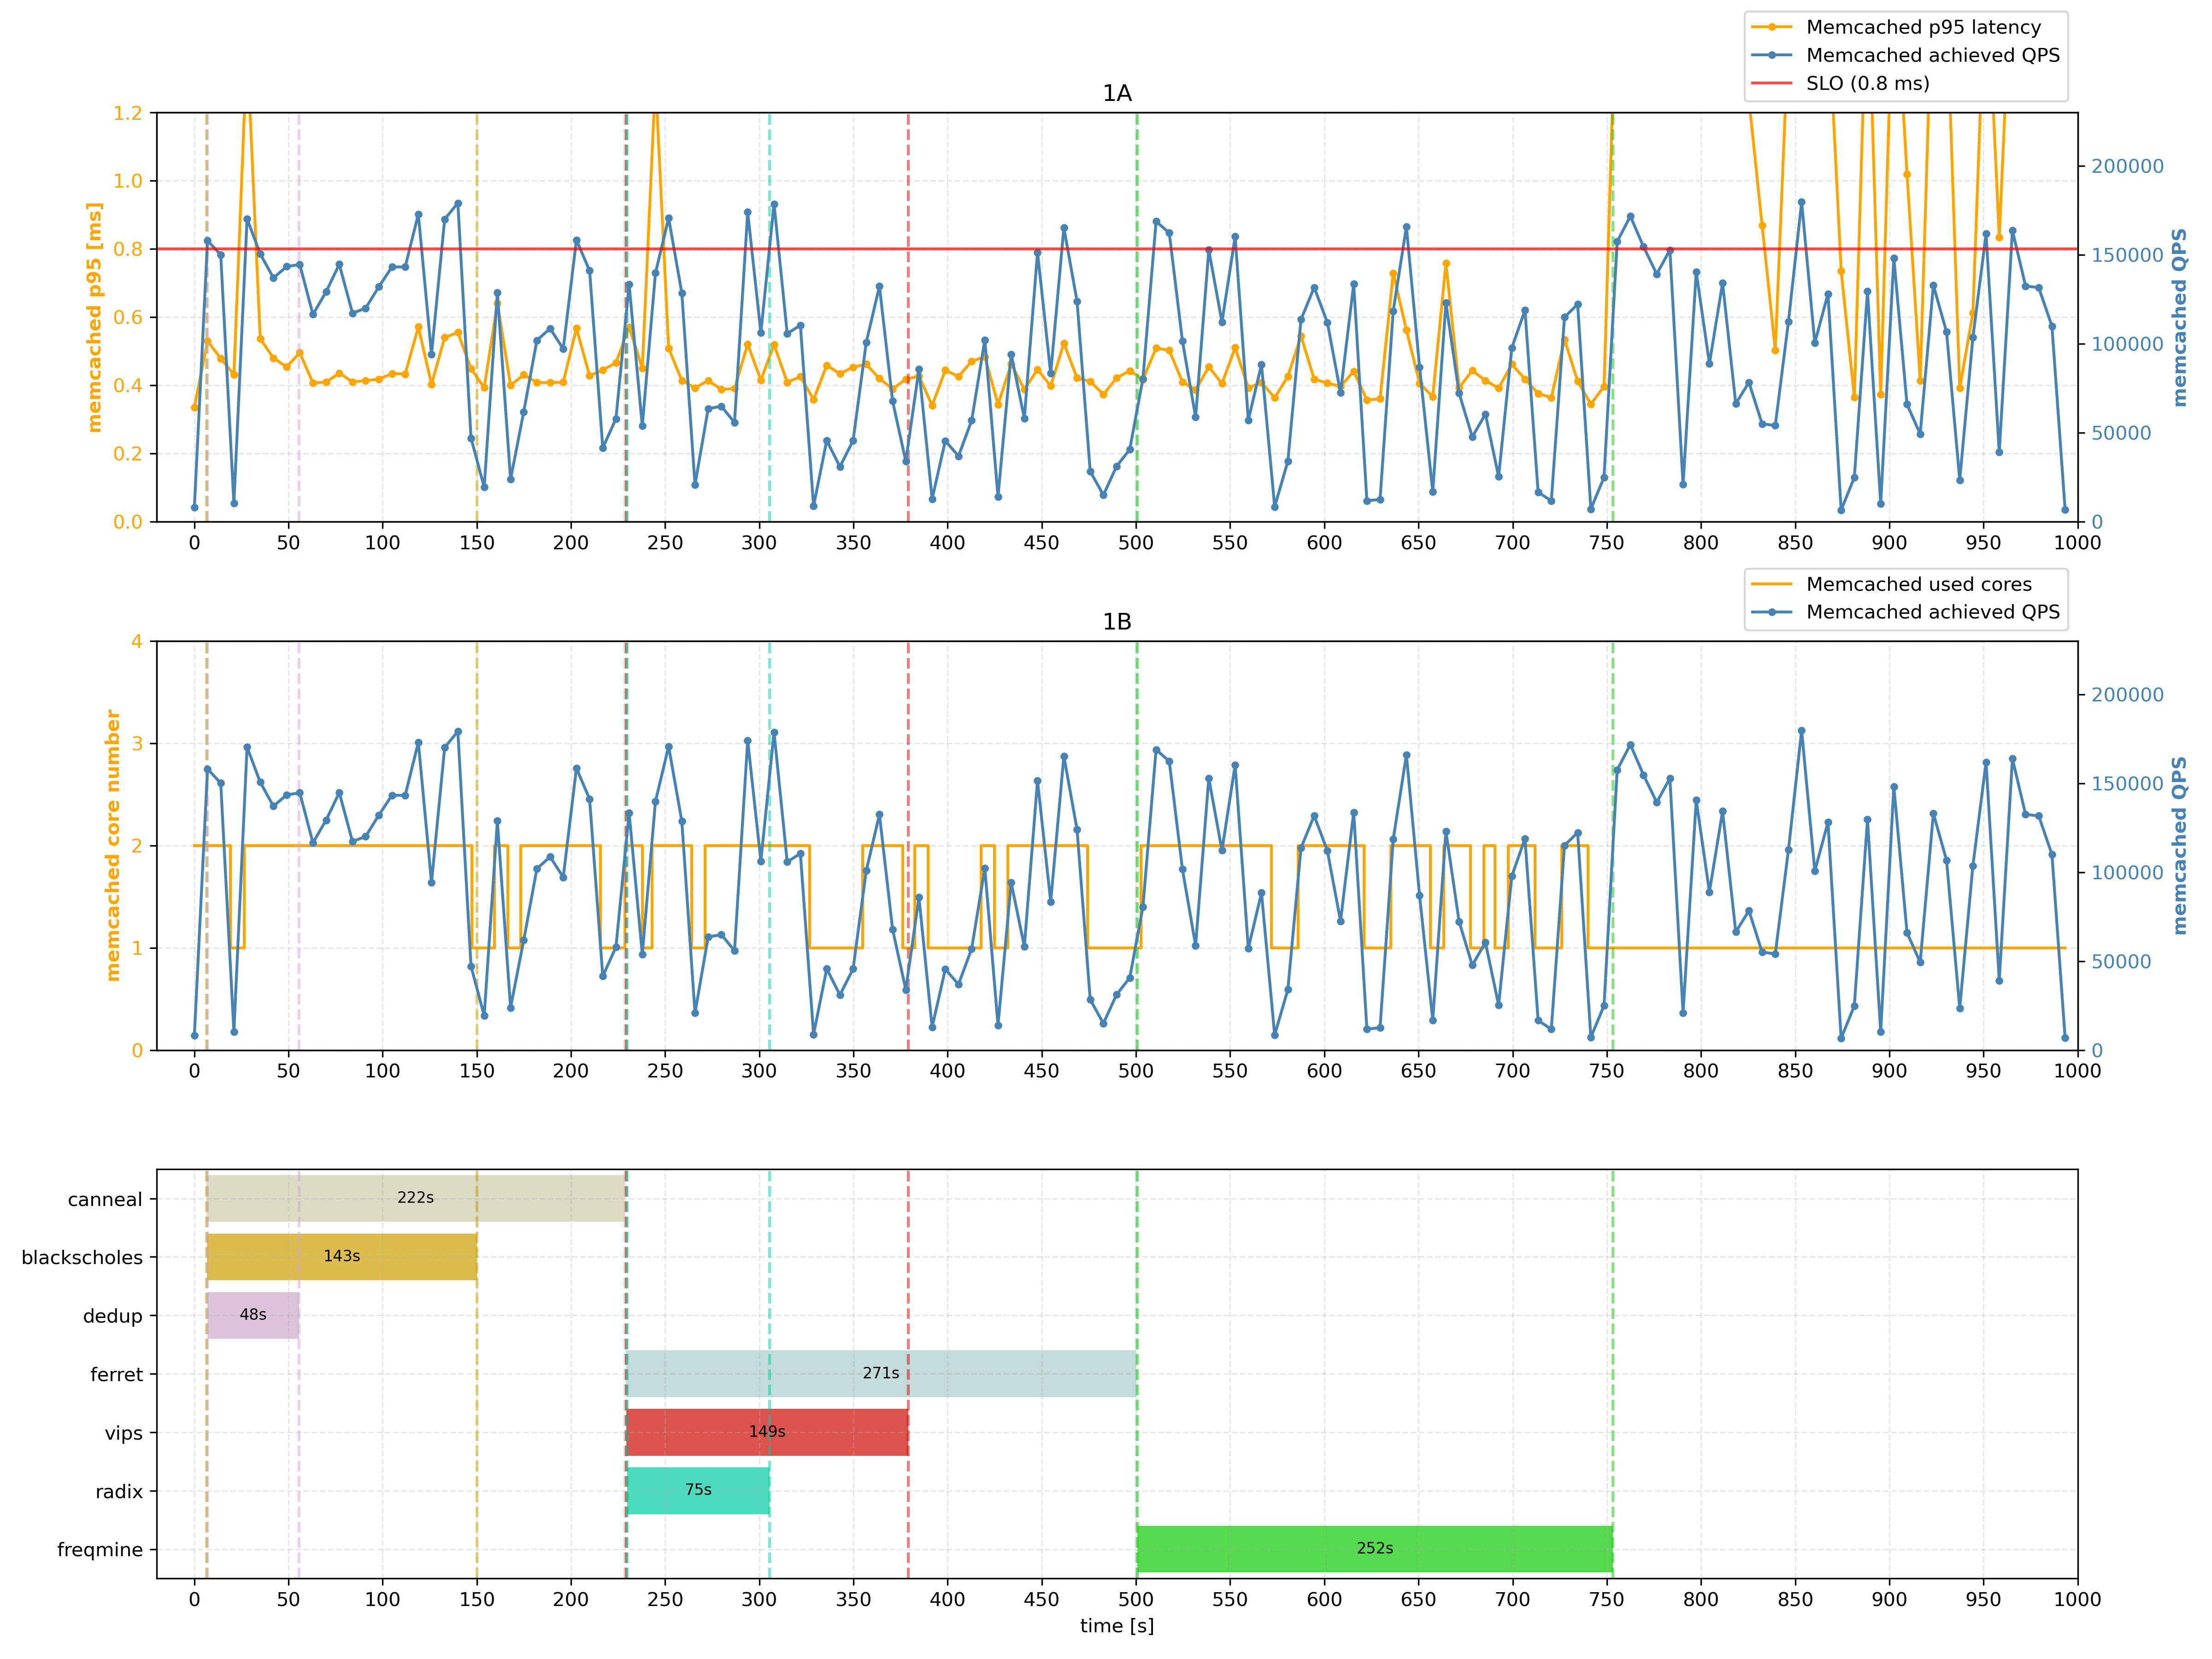 Memcached p95 latency
Memcached achieved QPS
SLO (0.8 ms)
1A
1.2
1.0
0.8
0.6
0.4
0.2
0.0
memcached p95 [ms]
200000
150000
100000
50000
0
memcached QPS
0 50 100 150 200 250 300 350 400 450 500 550 600 650 700 750 800 850 900 950 1000
Memcached used cores
Memcached achieved QPS
1B
4
3
2
1
0
memcached core number
200000
150000
100000
50000
0
memcached QPS
0 50 100 150 200 250 300 350 400 450 500 550 600 650 700 750 800 850 900 950 1000
canneal 222s
blackscholes 143s
dedup 48s
ferret 271s
vips 149s
radix 75s
freqmine 252s
0 50 100 150 200 250 300 350 400 450 500 550 600 650 700 750 800 850 900 950 1000
time [s]